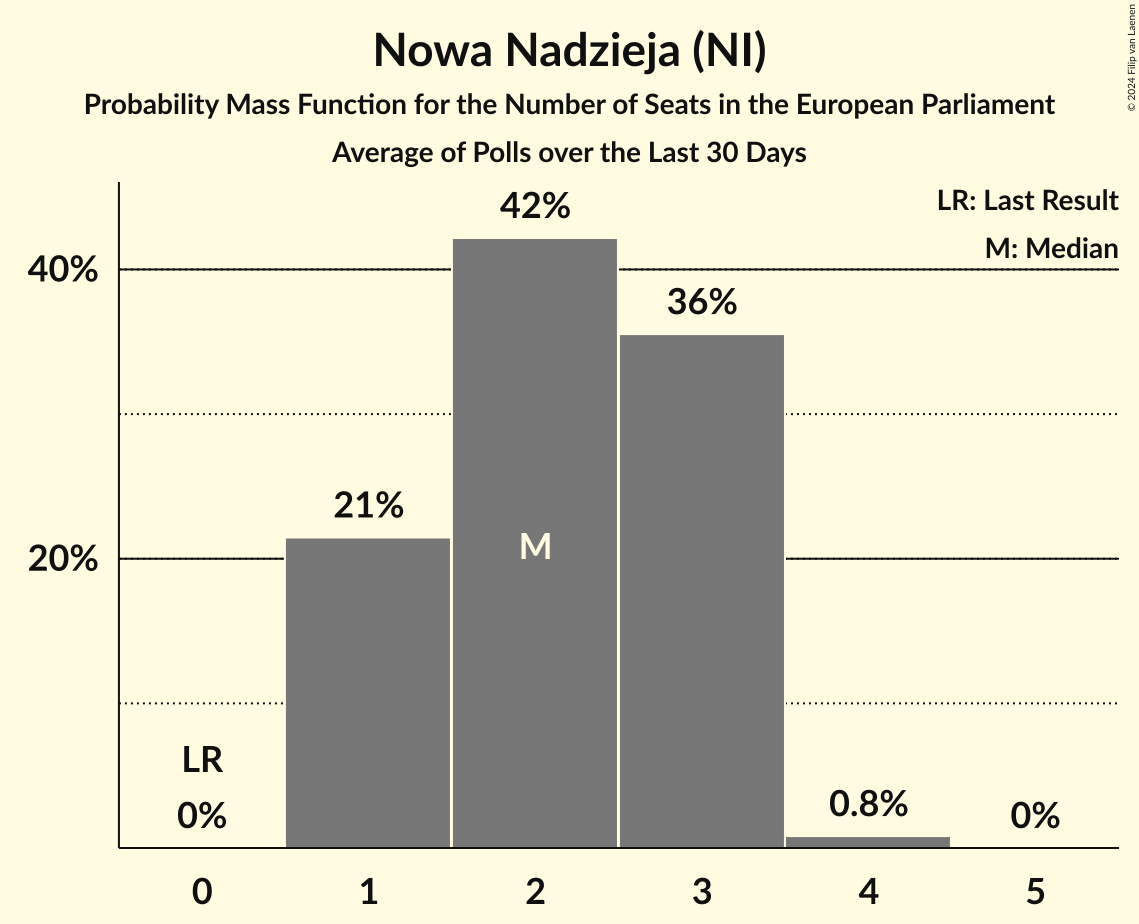 Nowa Nadzieja (NI)
Probability Mass Function for the Number of Seats in the European Parliament
Average of Polls over the Last 30 Days
© 2024 Filip van Laenen
LR: Last Result
M: Median
42%
40%
36%
21%
20%
M
LR
0%
0.8%
0%
0 1 2 3 4 5